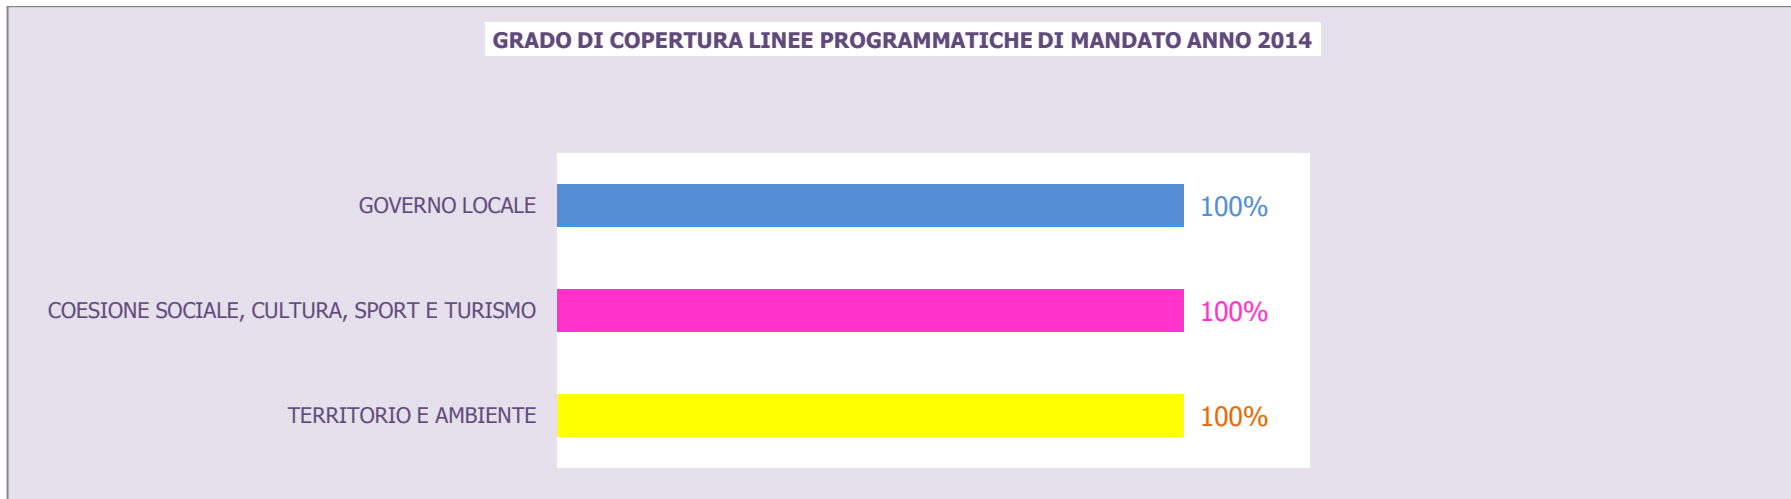 GRADO DI COPERTURA LINEE PROGRAMMATICHE DI MANDATO ANNO 2014
GOVERNO LOCALE
100%
COESIONE SOCIALE, CULTURA, SPORT E TURISMO
100%
TERRITORIO E AMBIENTE
100%